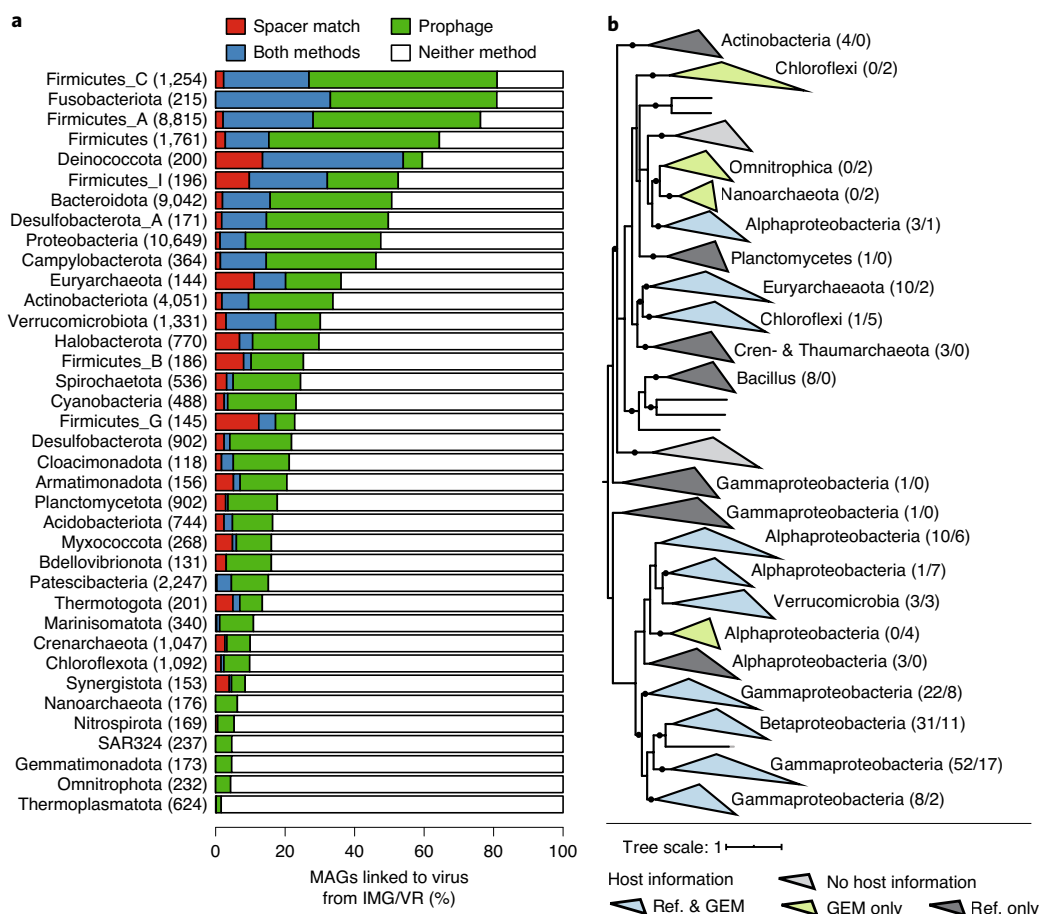 a
Spacer match
Prophage
Both methods
Neither method
Firmicutes_C (1,254)
Fusobacteriota (215)
Firmicutes_A (8,815)
Firmicutes (1,761)
Deinococcota (200)
Firmicutes_I (196)
Bacteroidota (9,042)
Desulfobacterota_A (171)
Proteobacteria (10,649)
Campylobacterota (364)
Euryarchaeota (144)
Actinobacteriota (4,051)
Verrucomicrobiota (1,331)
Halobacterota (770)
Firmicutes_B (186)
Spirochaetota (536)
Cyanobacteria (488)
Firmicutes_G (145)
Desulfobacterota (902)
Cloacimonadota (118)
Armatimonadota (156)
Planctomycetota (902)
Acidobacteriota (744)
Myxococcota (268)
Bdellovibrionota (131)
Patescibacteria (2,247)
Thermotogota (201)
Marinisomatota (340)
Crenarchaeota (1,047)
Chloroflexota (1,092)
Synergistota (153)
Nanoarchaeota (176)
Nitrospirota (169)
SAR324 (237)
Gemmatimonadota (173)
Omnitrophota (232)
Thermoplasmatota (624)
0 20 40 60 80 100
MAGs linked to virus
from IMG/VR (%)
b
Actinobacteria (4/0)
Chloroflexi (0/2)
Omnitrophica (0/2)
Nanoarchaeota (0/2)
Alphaproteobacteria (3/1)
Planctomycetes (1/0)
Euryarchaeota (10/2)
Chloroflexi (1/5)
Cren- & Thaumarchaeota (3/0)
Bacillus (8/0)
Gammaproteobacteria (1/0)
Gammaproteobacteria (1/0)
Alphaproteobacteria (10/6)
Alphaproteobacteria (1/7)
Verrucomicrobia (3/3)
Alphaproteobacteria (0/4)
Alphaproteobacteria (3/0)
Gammaproteobacteria (22/8)
Betaproteobacteria (31/11)
Gammaproteobacteria (52/17)
Gammaproteobacteria (8/2)
Tree scale: 1
Host information
No host information
Ref. & GEM
GEM only
Ref. only